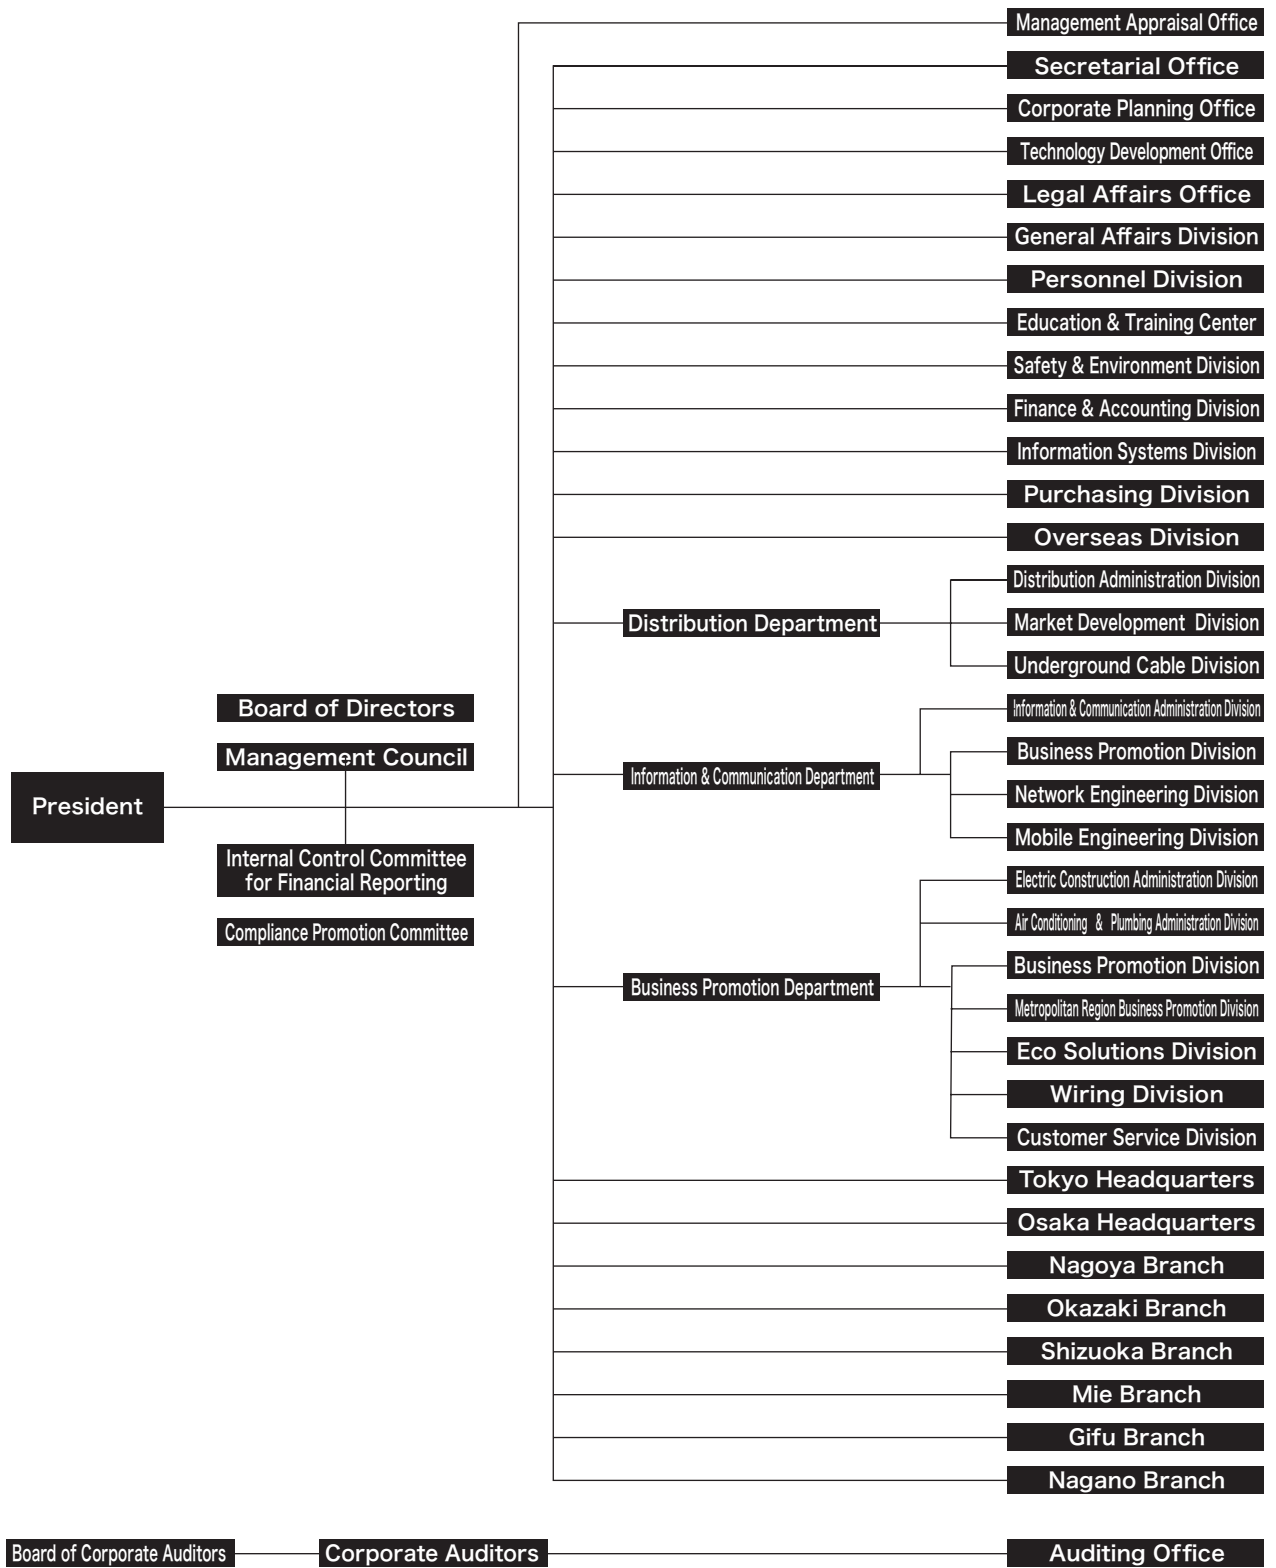 Management Appraisal Office
Secretarial Office
Corporate Planning Office
Technology Development Office
Legal Affairs Office
General Affairs Division
Personnel Division
Education & Training Center
Safety & Environment Division
Finance & Accounting Division
Information Systems Division
Purchasing Division
Overseas Division
Distribution Department
Distribution Administration Division
Market Development Division
Underground Cable Division
Board of Directors
Management Council
President
Internal Control Committee
for Financial Reporting
Compliance Promotion Committee
Information & Communication Department
Information & Communication Administration Division
Business Promotion Division
Network Engineering Division
Mobile Engineering Division
Business Promotion Department
Electric Construction Administration Division
Air Conditioning & Plumbing Administration Division
Business Promotion Division
Metropolitan Region Business Promotion Division
Eco Solutions Division
Wiring Division
Customer Service Division
Tokyo Headquarters
Osaka Headquarters
Nagoya Branch
Okazaki Branch
Shizuoka Branch
Mie Branch
Gifu Branch
Nagano Branch
Board of Corporate Auditors
Corporate Auditors
Auditing Office